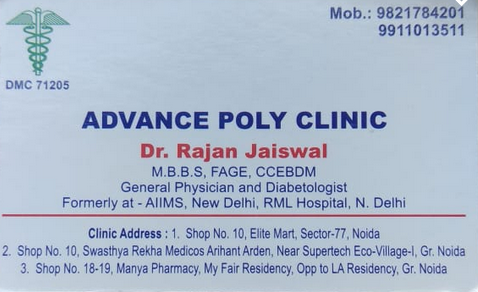 Mob.: 9821784201
9911013511
DMC 71205
ADVANCE POLY CLINIC
Dr. Rajan Jaiswal
M.B.B.S, FAGE, CCEBDM
General Physician and Diabetologist
Formerly at - AIIMS, New Delhi, RML Hospital, N. Delhi
Clinic Address : 1. Shop No. 10, Elite Mart, Sector-77, Noida
2. Shop No. 10, Swasthya Rekha Medicos Arihant Arden, Near Supertech Eco-Village-I, Gr. Noida
3. Shop No. 18-19, Manya Pharmacy, My Fair Residency, Opp to LA Residency, Gr. Noida